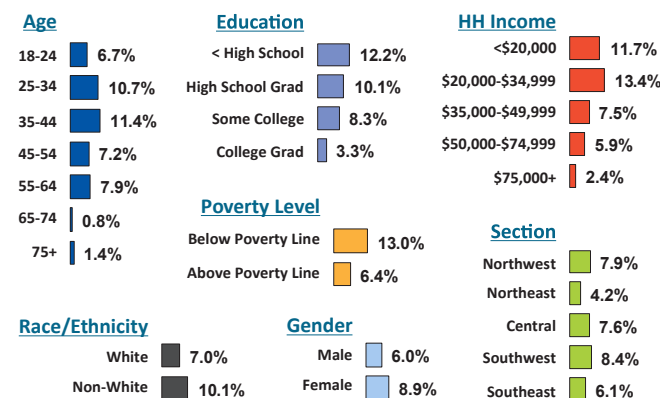 Age
18-24 6.7%
25-34 10.7%
35-44 11.4%
45-54 7.2%
55-64 7.9%
65-74 0.8%
75+ 1.4%
Education
< High School 12.2%
High School Grad 10.1%
Some College 8.3%
College Grad 3.3%
HH Income
<$20,000 11.7%
$20,000-$34,999 13.4%
$35,000-$49,999 7.5%
$50,000-$74,999 5.9%
$75,000+ 2.4%
Poverty Level
Below Poverty Line 13.0%
Above Poverty Line 6.4%
Section
Northwest 7.9%
Northeast 4.2%
Central 7.6%
Southwest 8.4%
Southeast 6.1%
Race/Ethnicity
White 7.0%
Non-White 10.1%
Gender
Male 6.0%
Female 8.9%